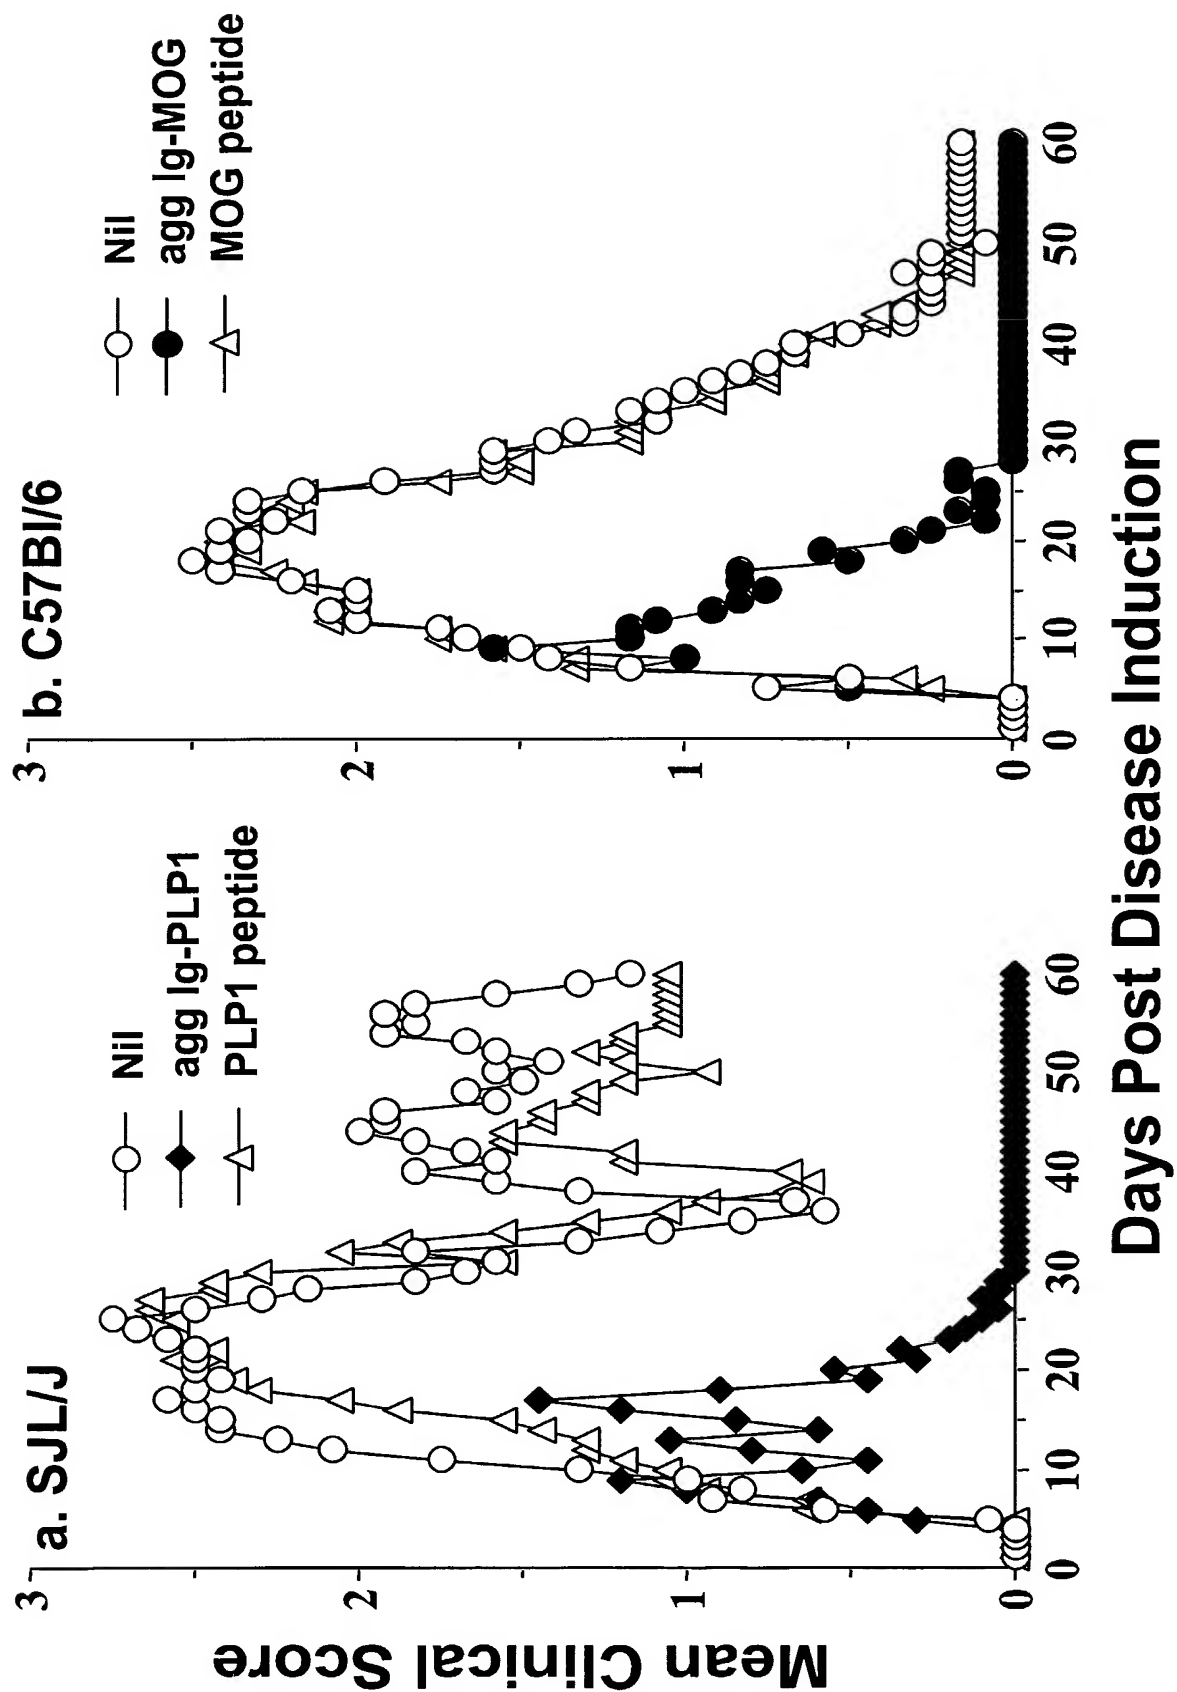 a. SJL/J
Nil
agg Ig-PLP1
PLP1 peptide
3
2
1
0
0 10 20 30 40 50 60
b. C57Bl/6
Nil
agg Ig-MOG
MOG peptide
3
2
1
0
0 10 20 30 40 50 60
Mean Clinical Score
Days Post Disease Induction